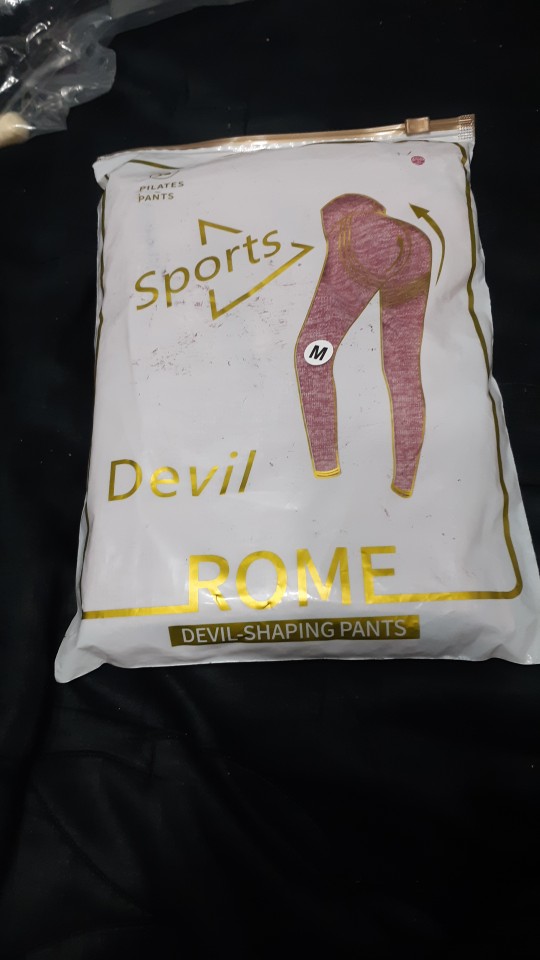 PILATES
PANTS
Sports
M
Devil
ROME
DEVIL-SHAPING PANTS